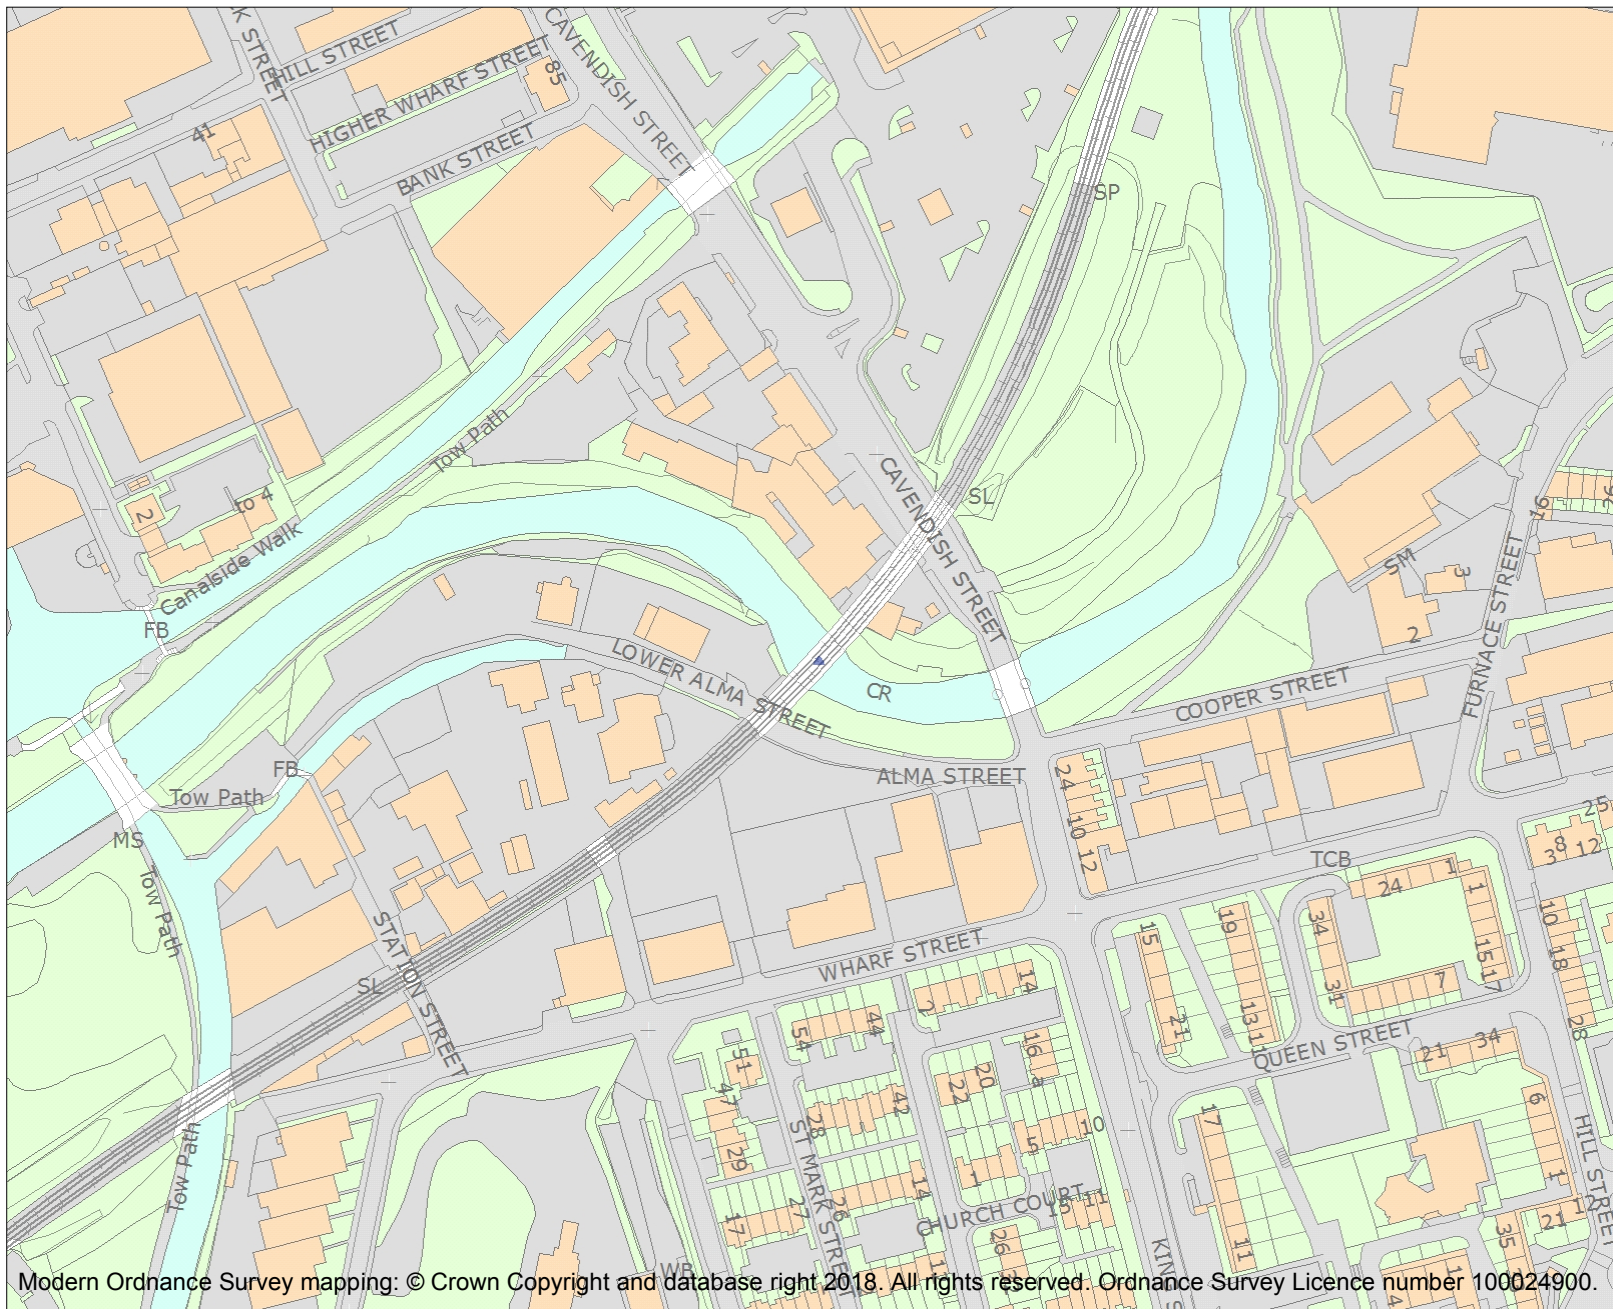 CK STREET
HILL STREET
HIGHER WHARF STREET
85
CAVENDISH STREET
41
BANK STREET
SP
Tow Path
CAVENDISH STREET
SL
2
to 4
Canalside Walk
FB
16
SM
3
2
FURNACE STREET
LOWER ALMA STREET
CR
COOPER STREET
FB
Tow Path
MS
ALMA STREET
24
10
12
25
TCB
3
8
12
Tow Path
24
1
1
STATION STREET
SL
WHARF STREET
15
19
34
10
18
15
17
31
7
2
14
21
13
11
28
54
44
QUEEN STREET
21
34
51
16
a
47
20
22
42
28
17
6
10
5
HILL STREET
29
ST MARK STREET
Tow Path
1
14
26
27
17
CHURCH COURT
15
11
1
12
21
35
26
11
KING S
WB
Modern Ordnance Survey mapping: © Crown Copyright and database right 2018. All rights reserved. Ordnance Survey Licence number 100024900.